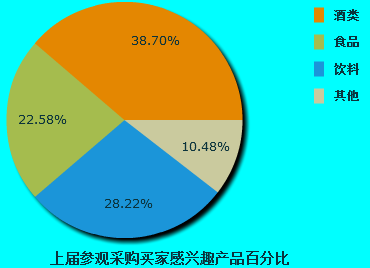 酒类
食品
饮料
其他
38.70%
22.58%
10.48%
28.22%
上届参观采购买家感兴趣产品百分比